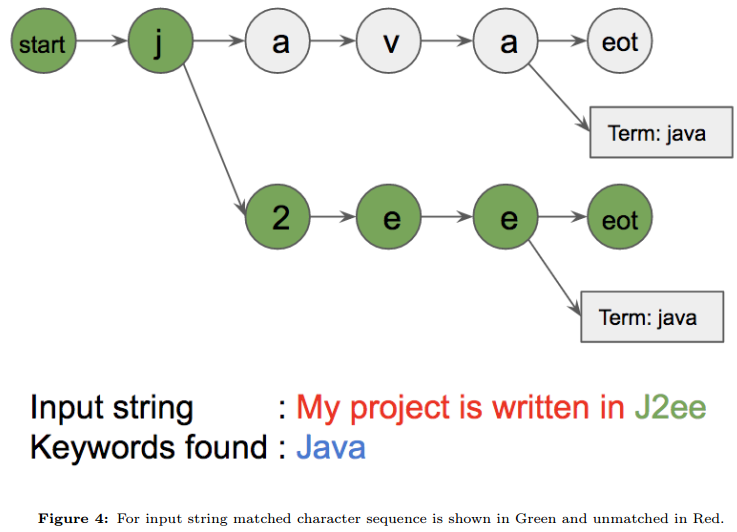 start j a v a eot
Term: java
2 e e eot
Term: java
Input string : My project is written in J2ee
Keywords found : Java
Figure 4: For input string matched character sequence is shown in Green and unmatched in Red.